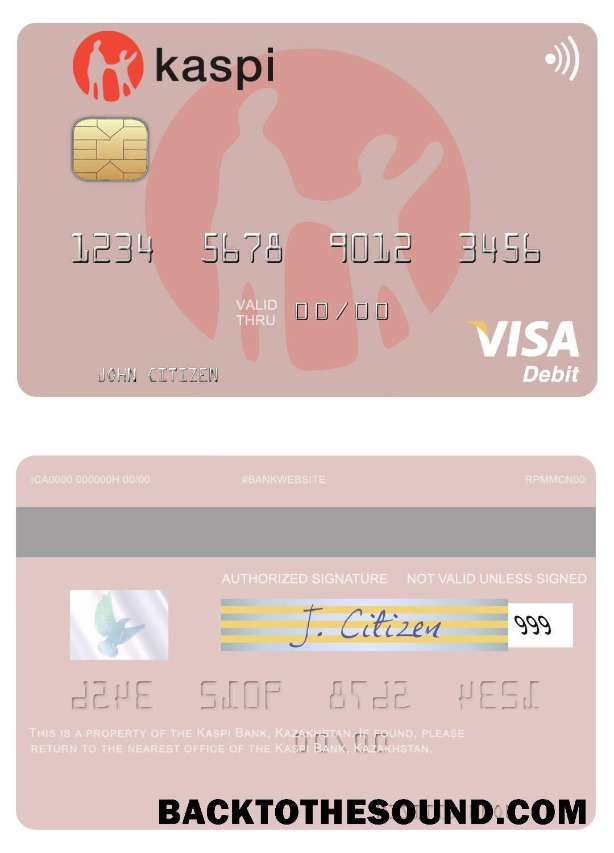 kaspi
1234 5678 9012 3456
VALID
THRU 00/00
VISA
Debit
JOHN CITIZEN
ICA0000 000000H 00/00 #BANKWEBSITE RPMMCN00
AUTHORIZED SIGNATURE NOT VALID UNLESS SIGNED
J. Citizen 999
THIS IS A PROPERTY OF THE KASPI BANK, KAZAKHSTAN. IF FOUND, PLEASE
RETURN TO THE NEAREST OFFICE OF THE KASPI BANK, KAZAKHSTAN.
BACKTOTHESOUND.COM